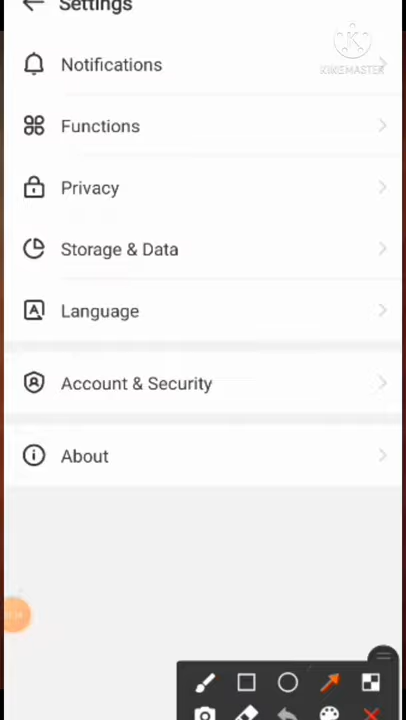 Settings
KINEMASTER
Notifications
Functions
Privacy
Storage & Data
Language
Account & Security
About